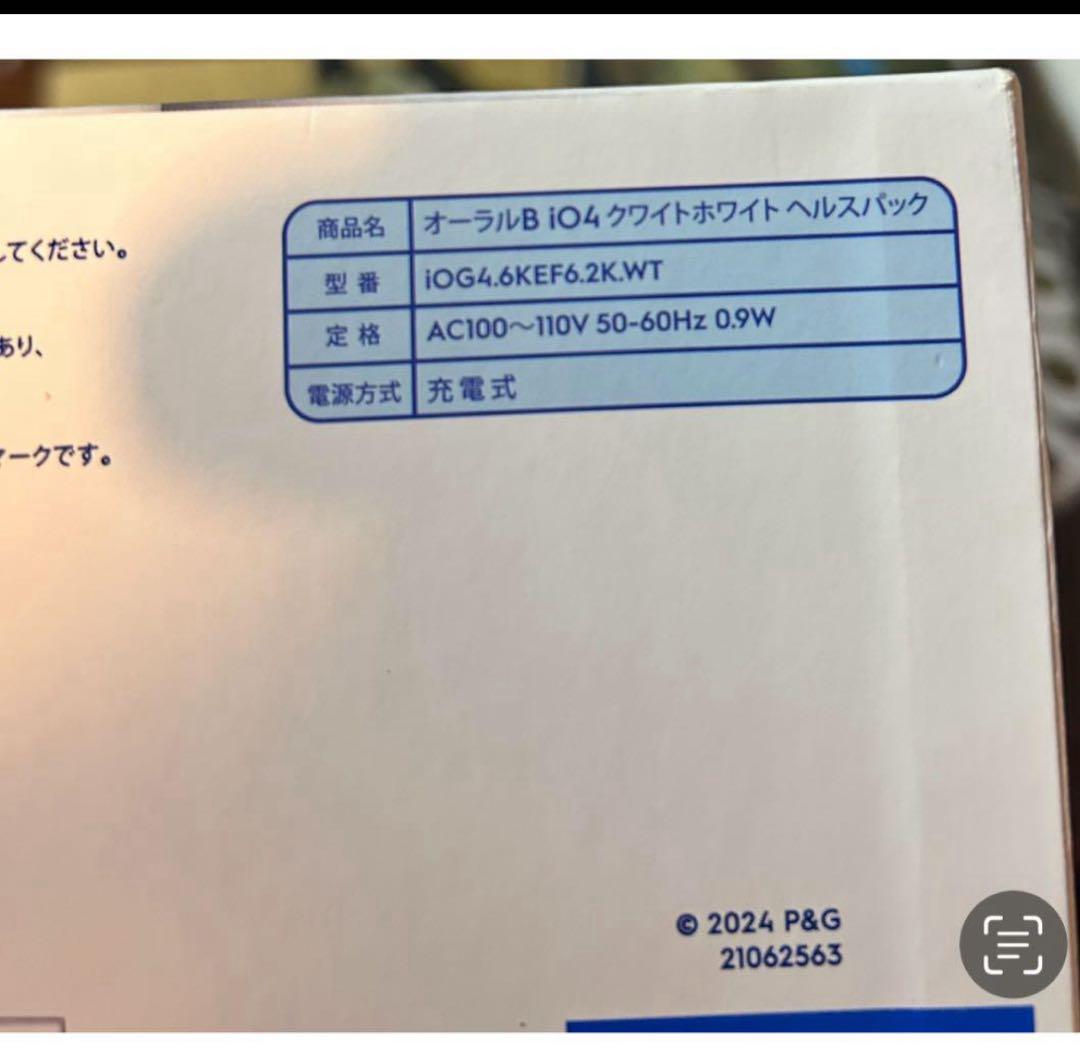 商品名 オーラルB iO4 クワイトホワイト ヘルスパック
型番 iOG4.6KEF6.2K.WT
定格 AC100〜110V 50-60Hz 0.9W
電源方式 充電式
してください。
あり、
マークです。
© 2024 P&G
21062563